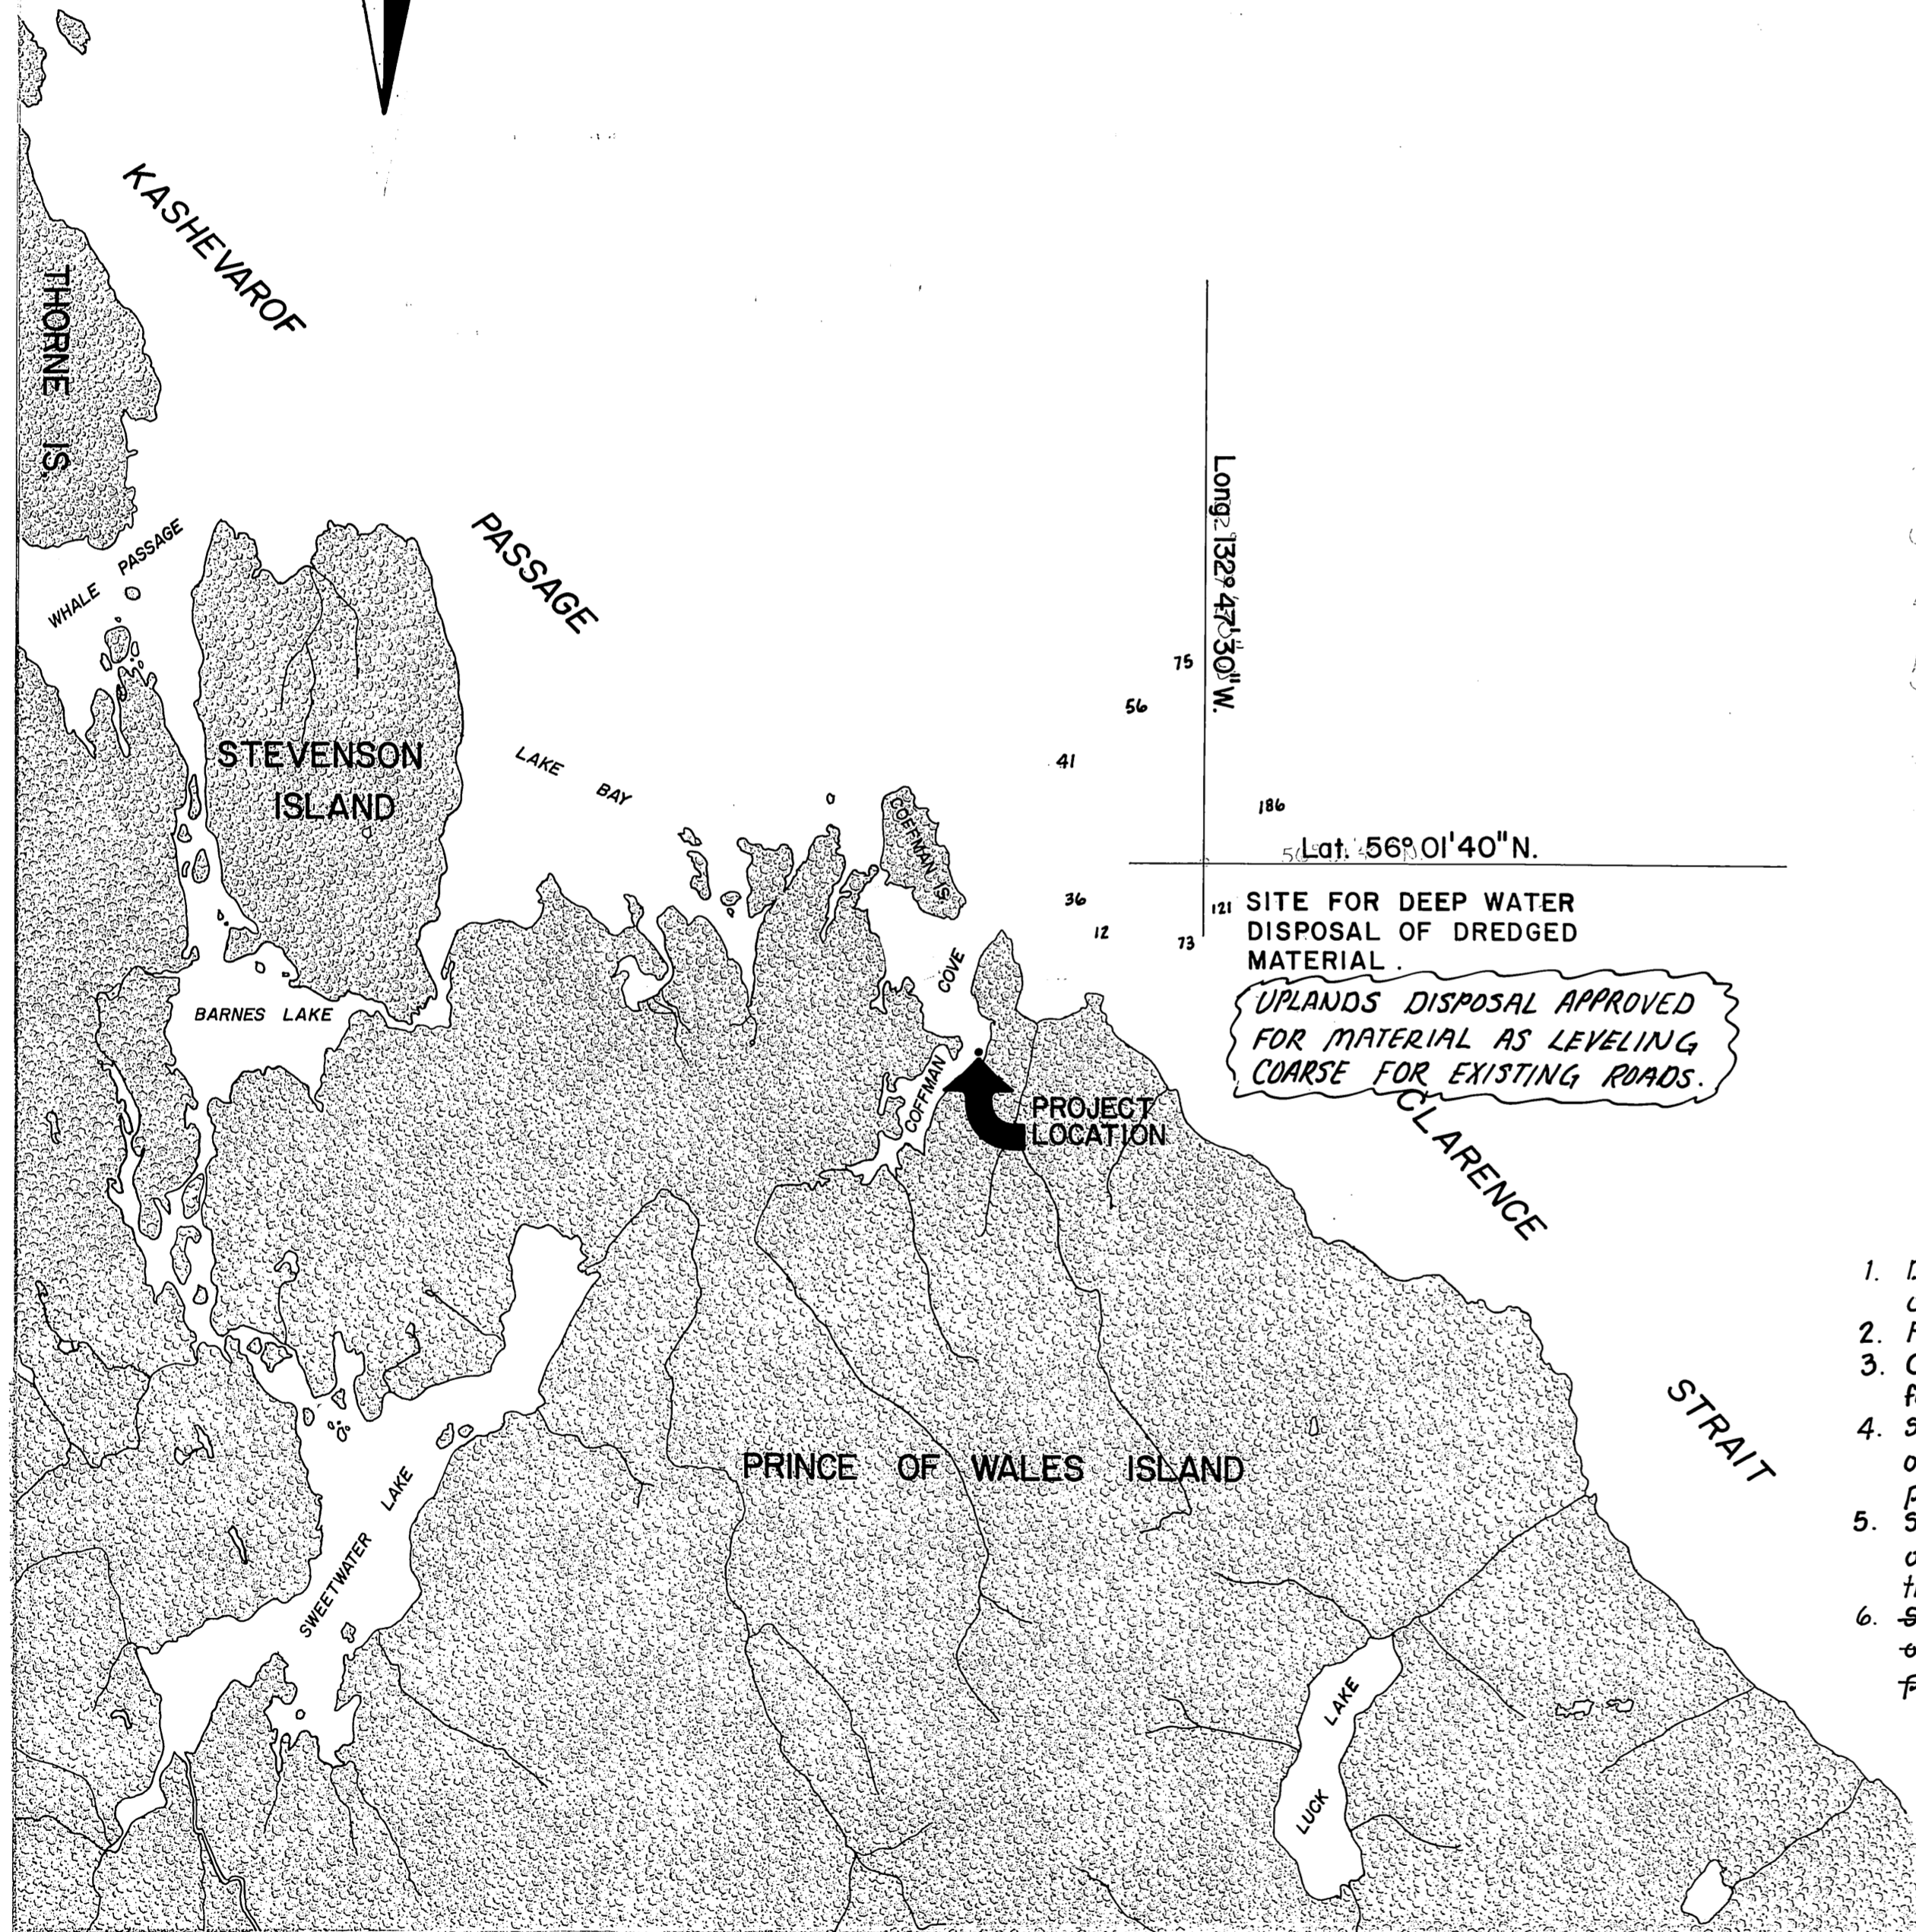 KASHEVAROF
THORNE IS.
WHALE PASSAGE
PASSAGE
Long. 132° 47' 30" W.
75
56
41
STEVENSON
ISLAND
LAKE BAY
186
COFFMAN IS.
Lat. 56° 01' 40" N.
36
12
73
121
SITE FOR DEEP WATER
DISPOSAL OF DREDGED
MATERIAL.
UPLANDS DISPOSAL APPROVED
FOR MATERIAL AS LEVELING
COARSE FOR EXISTING ROADS.
BARNES LAKE
COFFMAN COVE
PROJECT
LOCATION
CLARENCE
STRAIT
PRINCE OF WALES ISLAND
SWEETWATER LAKE
LUCK LAKE
1.
2.
3.
4.
5.
6.